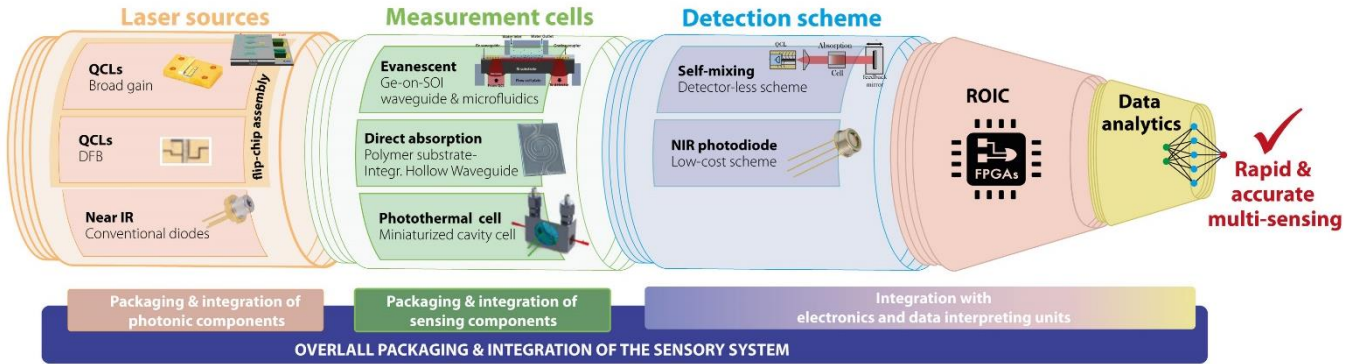 Laser sources
Measurement cells
Detection scheme
QCLs
Broad gain
QCLs
DFB
Near IR
Conventional diodes
flip-chip assembly
Evanescent
Ge-on-SOI
waveguide & microfluidics
Direct absorption
Polymer substrate-
Integr. Hollow Waveguide
Photothermal cell
Miniaturized cavity cell
Self-mixing
Detector-less scheme
QCL
Absorption
Cell
feedback
mirror
NIR photodiode
Low-cost scheme
ROIC
FPGAs
Data
analytics
Rapid &
accurate
multi-sensing
Packaging & integration of
photonic components
Packaging & integration of
sensing components
Integration with
electronics and data interpreting units
OVERLALL PACKAGING & INTEGRATION OF THE SENSORY SYSTEM